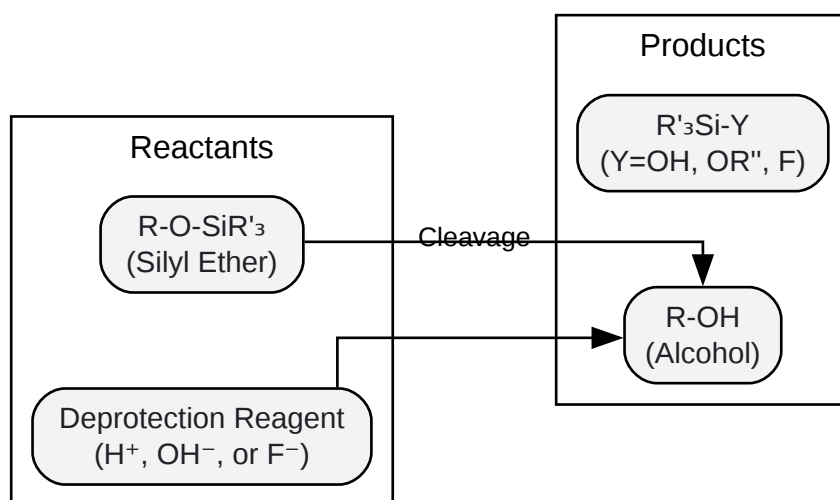 Products
R'₃Si-Y
(Y=OH, OR", F)
Reactants
R-O-SiR'₃
(Silyl Ether)
Cleavage
R-OH
(Alcohol)
Deprotection Reagent
(H⁺, OH⁻, or F⁻)